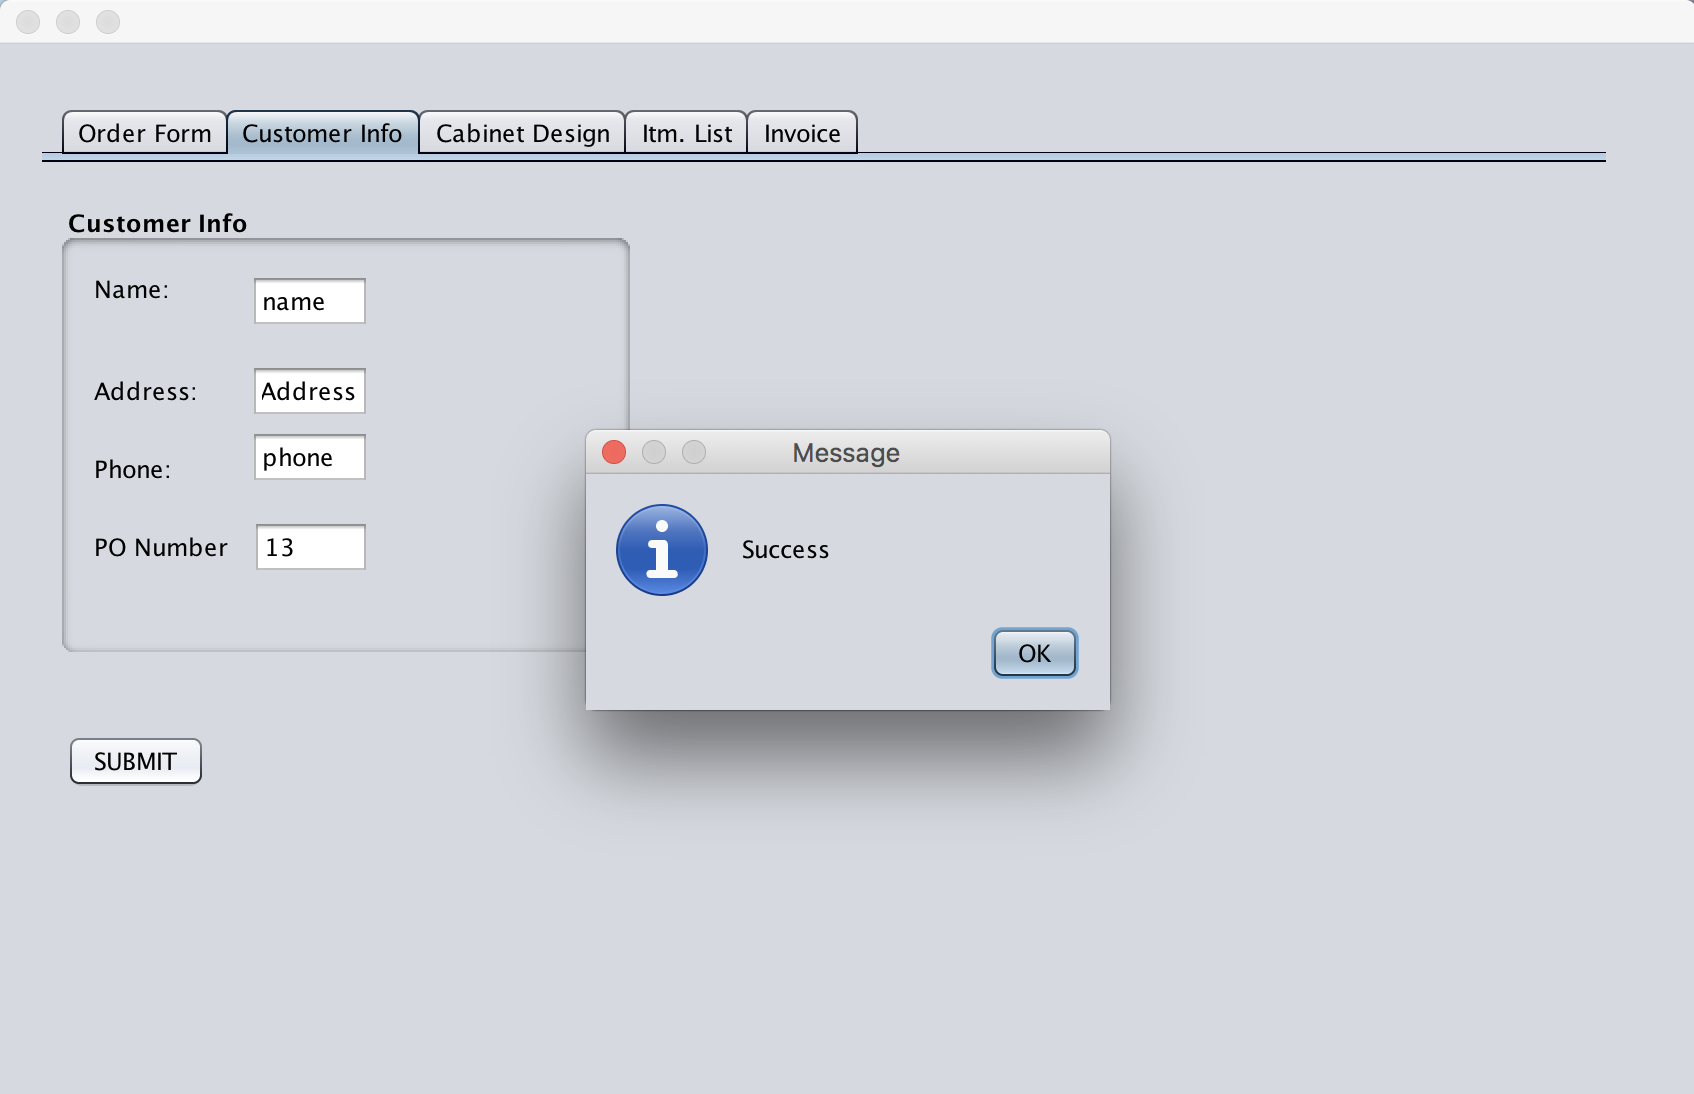 Order Form Customer Info Cabinet Design Itm. List Invoice
Customer Info
Name: name
Address: Address
Phone: phone
PO Number 13
SUBMIT
Message
Success
OK